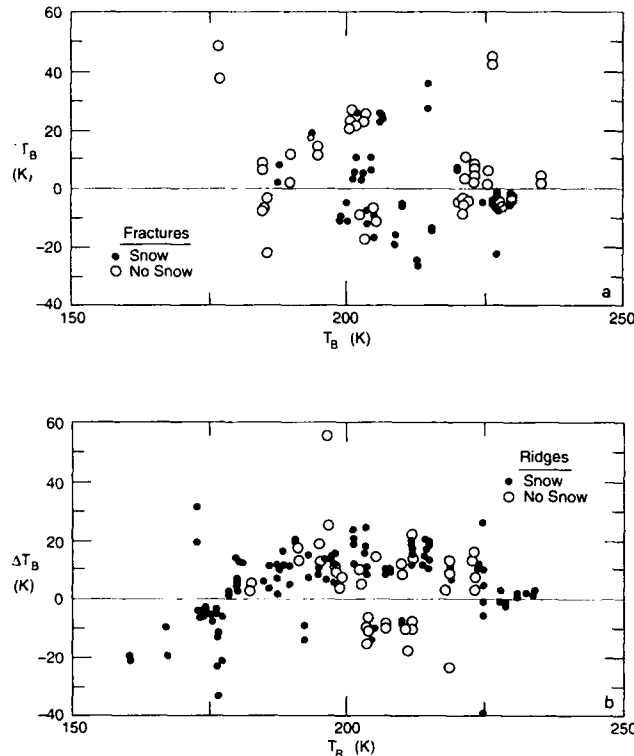 60
40
20
0
−20
−40
T_B
(K,
Fractures
Snow
No Snow
a
150
200
250
T_B (K)
60
40
20
0
−20
−40
ΔT_B
(K)
Ridges
Snow
No Snow
b
150
200
250
T_B (K)